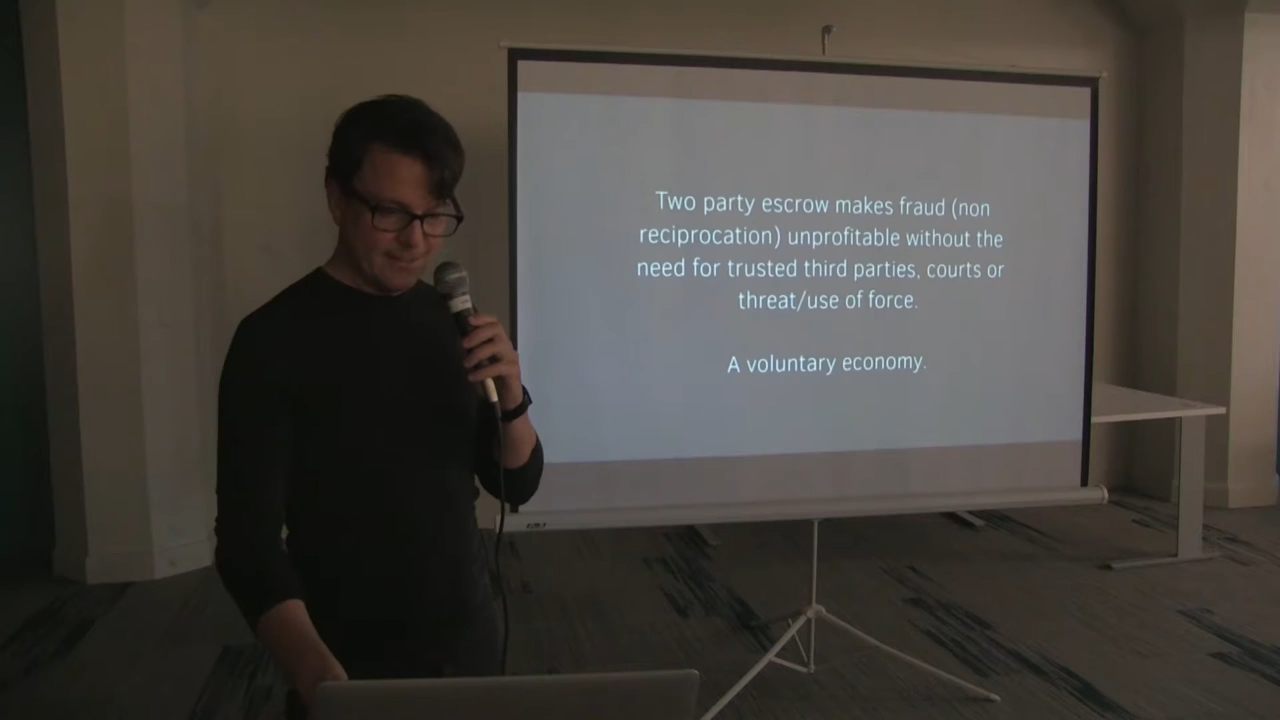 Two party escrow makes fraud (non
reciprocation) unprofitable without the
need for trusted third parties, courts or
threat/use of force.
A voluntary economy.